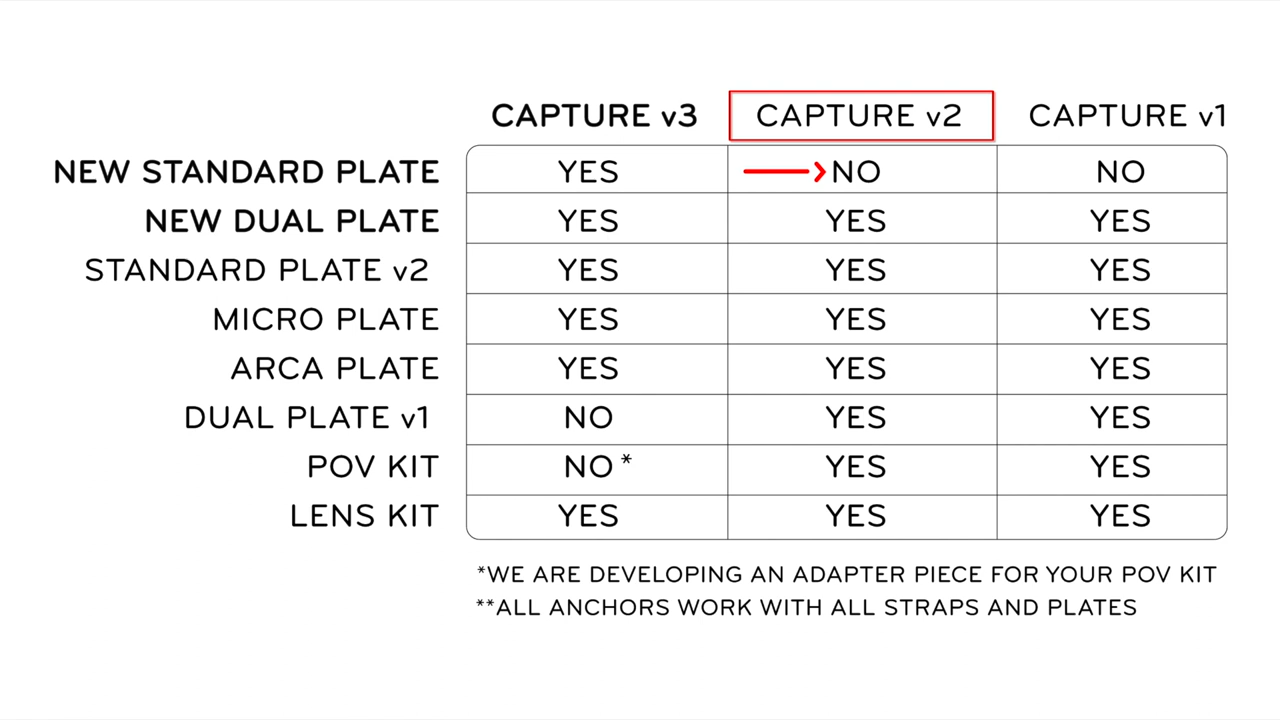 CAPTURE v3 CAPTURE v2 CAPTURE v1
NEW STANDARD PLATE YES NO NO
NEW DUAL PLATE YES YES YES
STANDARD PLATE v2 YES YES YES
MICRO PLATE YES YES YES
ARCA PLATE YES YES YES
DUAL PLATE v1 NO YES YES
POV KIT NO * YES YES
LENS KIT YES YES YES
*WE ARE DEVELOPING AN ADAPTER PIECE FOR YOUR POV KIT
**ALL ANCHORS WORK WITH ALL STRAPS AND PLATES